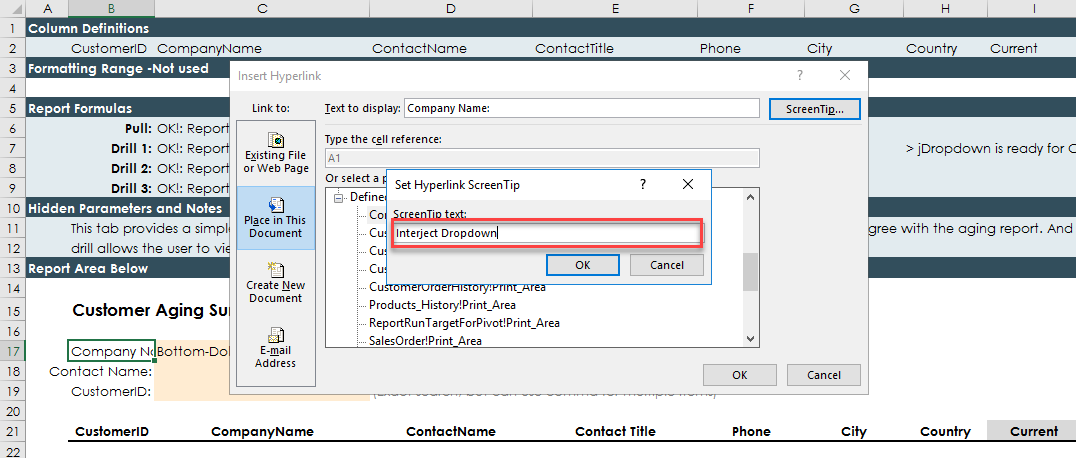 A B C D E F G H I
1 Column Definitions
2 CustomerID CompanyName ContactName ContactTitle Phone City Country Current
3 Formatting Range -Not used
4
5 Report Formulas
6 Pull: OK!: Report
7 Drill 1: OK!: Report > jDropdown is ready for
8 Drill 2: OK!: Report
9 Drill 3: OK!: Report
10 Hidden Parameters and Notes
11 This tab provides a simple gree with the aging report. And
12 drill allows the user to vie
13 Report Area Below
14
15 Customer Aging Su
16
17 Company Na Bottom-Dol
18 Contact Name:
19 CustomerID:
20
21 CustomerID CompanyName ContactName Contact Title Phone City Country Current
22
Insert Hyperlink ? ×
Link to: Text to display: Company Name: ScreenTip...
Existing File
or Web Page
Place in This
Document
Create New
Document
E-mail
Address
Type the cell reference:
A1
Or select a p
Define
Co
Cus
Cus
Cus
CustomerOrderHistory!Print_Area
Products_History!Print_Area
ReportRunTargetForPivot!Print_Area
SalesOrder!Print_Area
OK Cancel
Set Hyperlink ScreenTip ? ×
ScreenTip text:
Interject Dropdown
OK Cancel